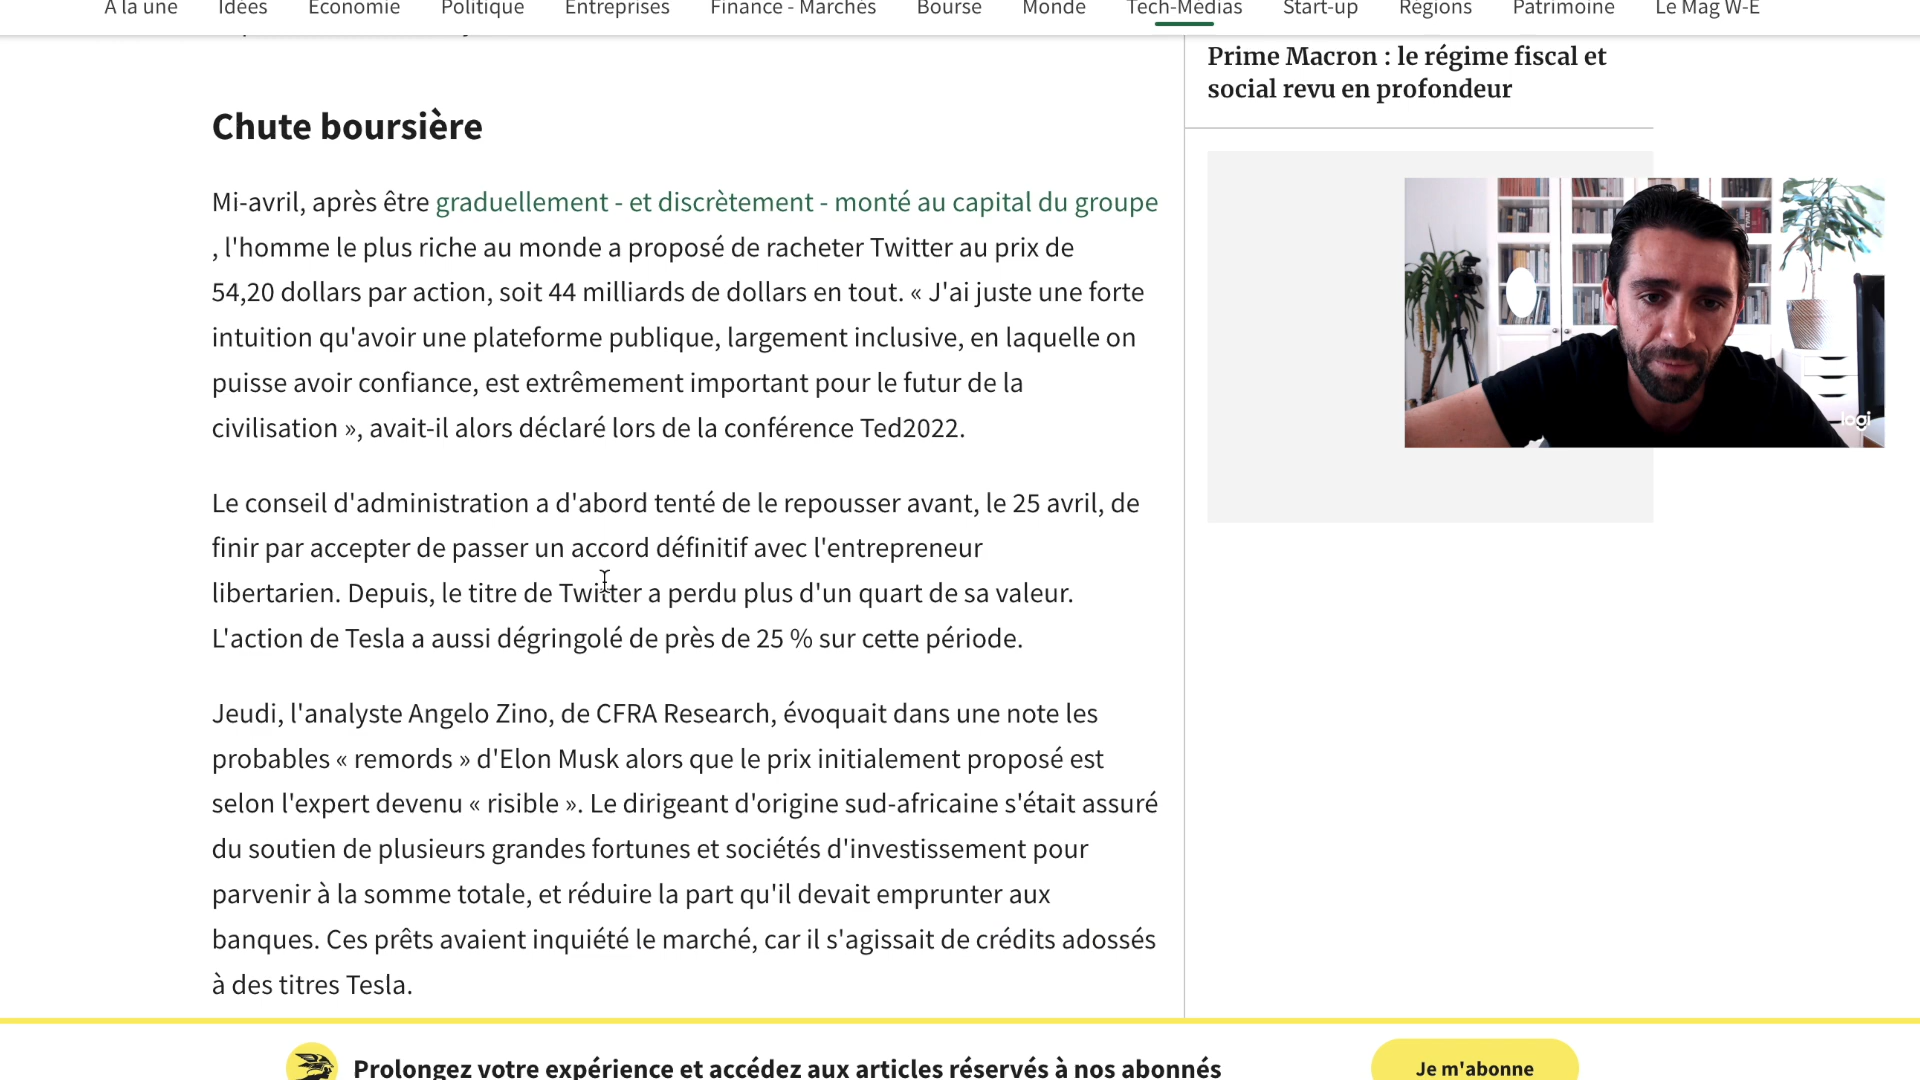 À la une Idées Économie Politique Entreprises Finance - Marchés Bourse Monde Tech-Médias Start-up Régions Patrimoine Le Mag W-E
Prime Macron : le régime fiscal et
social revu en profondeur
Chute boursière
Mi-avril, après être graduellement - et discrètement - monté au capital du groupe
, l'homme le plus riche au monde a proposé de racheter Twitter au prix de
54,20 dollars par action, soit 44 milliards de dollars en tout. « J'ai juste une forte
intuition qu'avoir une plateforme publique, largement inclusive, en laquelle on
puisse avoir confiance, est extrêmement important pour le futur de la
civilisation », avait-il alors déclaré lors de la conférence Ted2022.
Le conseil d'administration a d'abord tenté de le repousser avant, le 25 avril, de
finir par accepter de passer un accord définitif avec l'entrepreneur
libertarien. Depuis, le titre de Twitter a perdu plus d'un quart de sa valeur.
L'action de Tesla a aussi dégringolé de près de 25 % sur cette période.
Jeudi, l'analyste Angelo Zino, de CFRA Research, évoquait dans une note les
probables « remords » d'Elon Musk alors que le prix initialement proposé est
selon l'expert devenu « risible ». Le dirigeant d'origine sud-africaine s'était assuré
du soutien de plusieurs grandes fortunes et sociétés d'investissement pour
parvenir à la somme totale, et réduire la part qu'il devait emprunter aux
banques. Ces prêts avaient inquiété le marché, car il s'agissait de crédits adossés
à des titres Tesla.
logi
Prolongez votre expérience et accédez aux articles réservés à nos abonnés
Je m'abonne